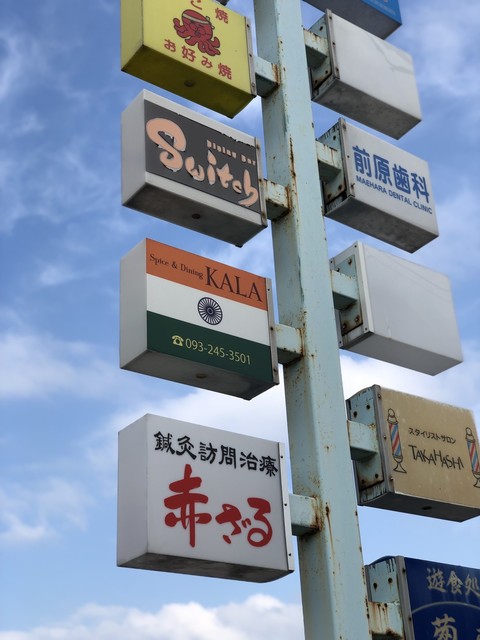 こ焼
お好み焼
Dining Bar
Switch
前原歯科
MAEHARA DENTAL CLINIC
Spice & Dining KALA
☎093-245-3501
スタイリストサロン
TAKAHASHI
鍼灸訪問治療
赤ざる
遊食処